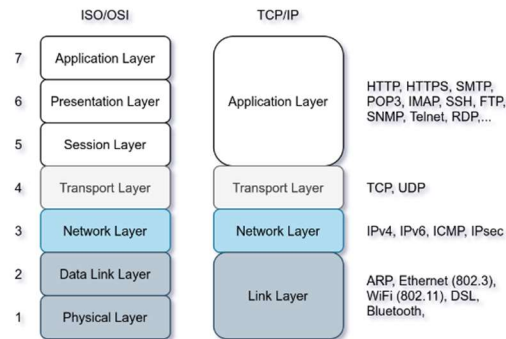 ISO/OSI
TCP/IP
7
Application Layer
6
Presentation Layer
5
Session Layer
Application Layer
HTTP, HTTPS, SMTP,
POP3, IMAP, SSH, FTP,
SNMP, Telnet, RDP,...
4
Transport Layer
Transport Layer
TCP, UDP
3
Network Layer
Network Layer
IPv4, IPv6, ICMP, IPsec
2
Data Link Layer
1
Physical Layer
Link Layer
ARP, Ethernet (802.3),
WiFi (802.11), DSL,
Bluetooth,